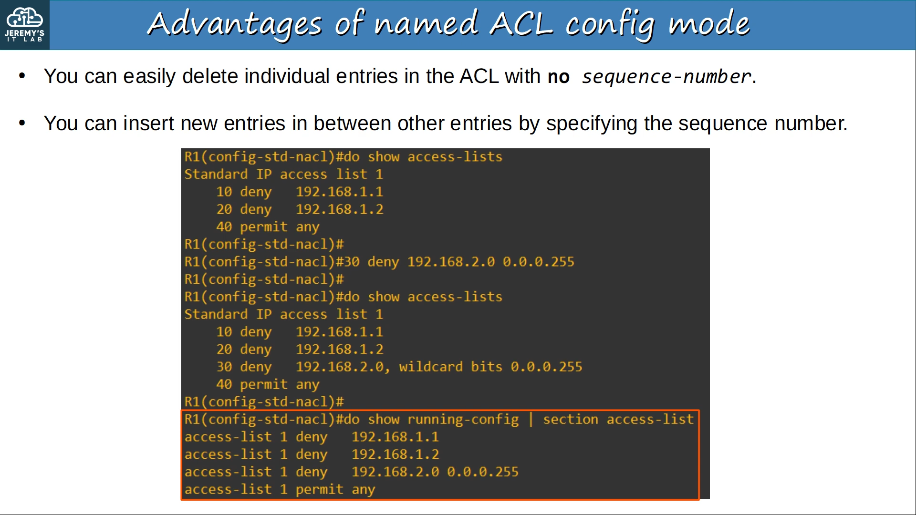 JEREMY'S
IT LAB
Advantages of named ACL config mode
• You can easily delete individual entries in the ACL with no sequence-number.
• You can insert new entries in between other entries by specifying the sequence number.
R1(config-std-nacl)#do show access-lists
Standard IP access list 1
    10 deny   192.168.1.1
    20 deny   192.168.1.2
    40 permit any
R1(config-std-nacl)#
R1(config-std-nacl)#30 deny 192.168.2.0 0.0.0.255
R1(config-std-nacl)#
R1(config-std-nacl)#do show access-lists
Standard IP access list 1
    10 deny   192.168.1.1
    20 deny   192.168.1.2
    30 deny   192.168.2.0, wildcard bits 0.0.0.255
    40 permit any
R1(config-std-nacl)#
R1(config-std-nacl)#do show running-config | section access-list
access-list 1 deny   192.168.1.1
access-list 1 deny   192.168.1.2
access-list 1 deny   192.168.2.0 0.0.0.255
access-list 1 permit any